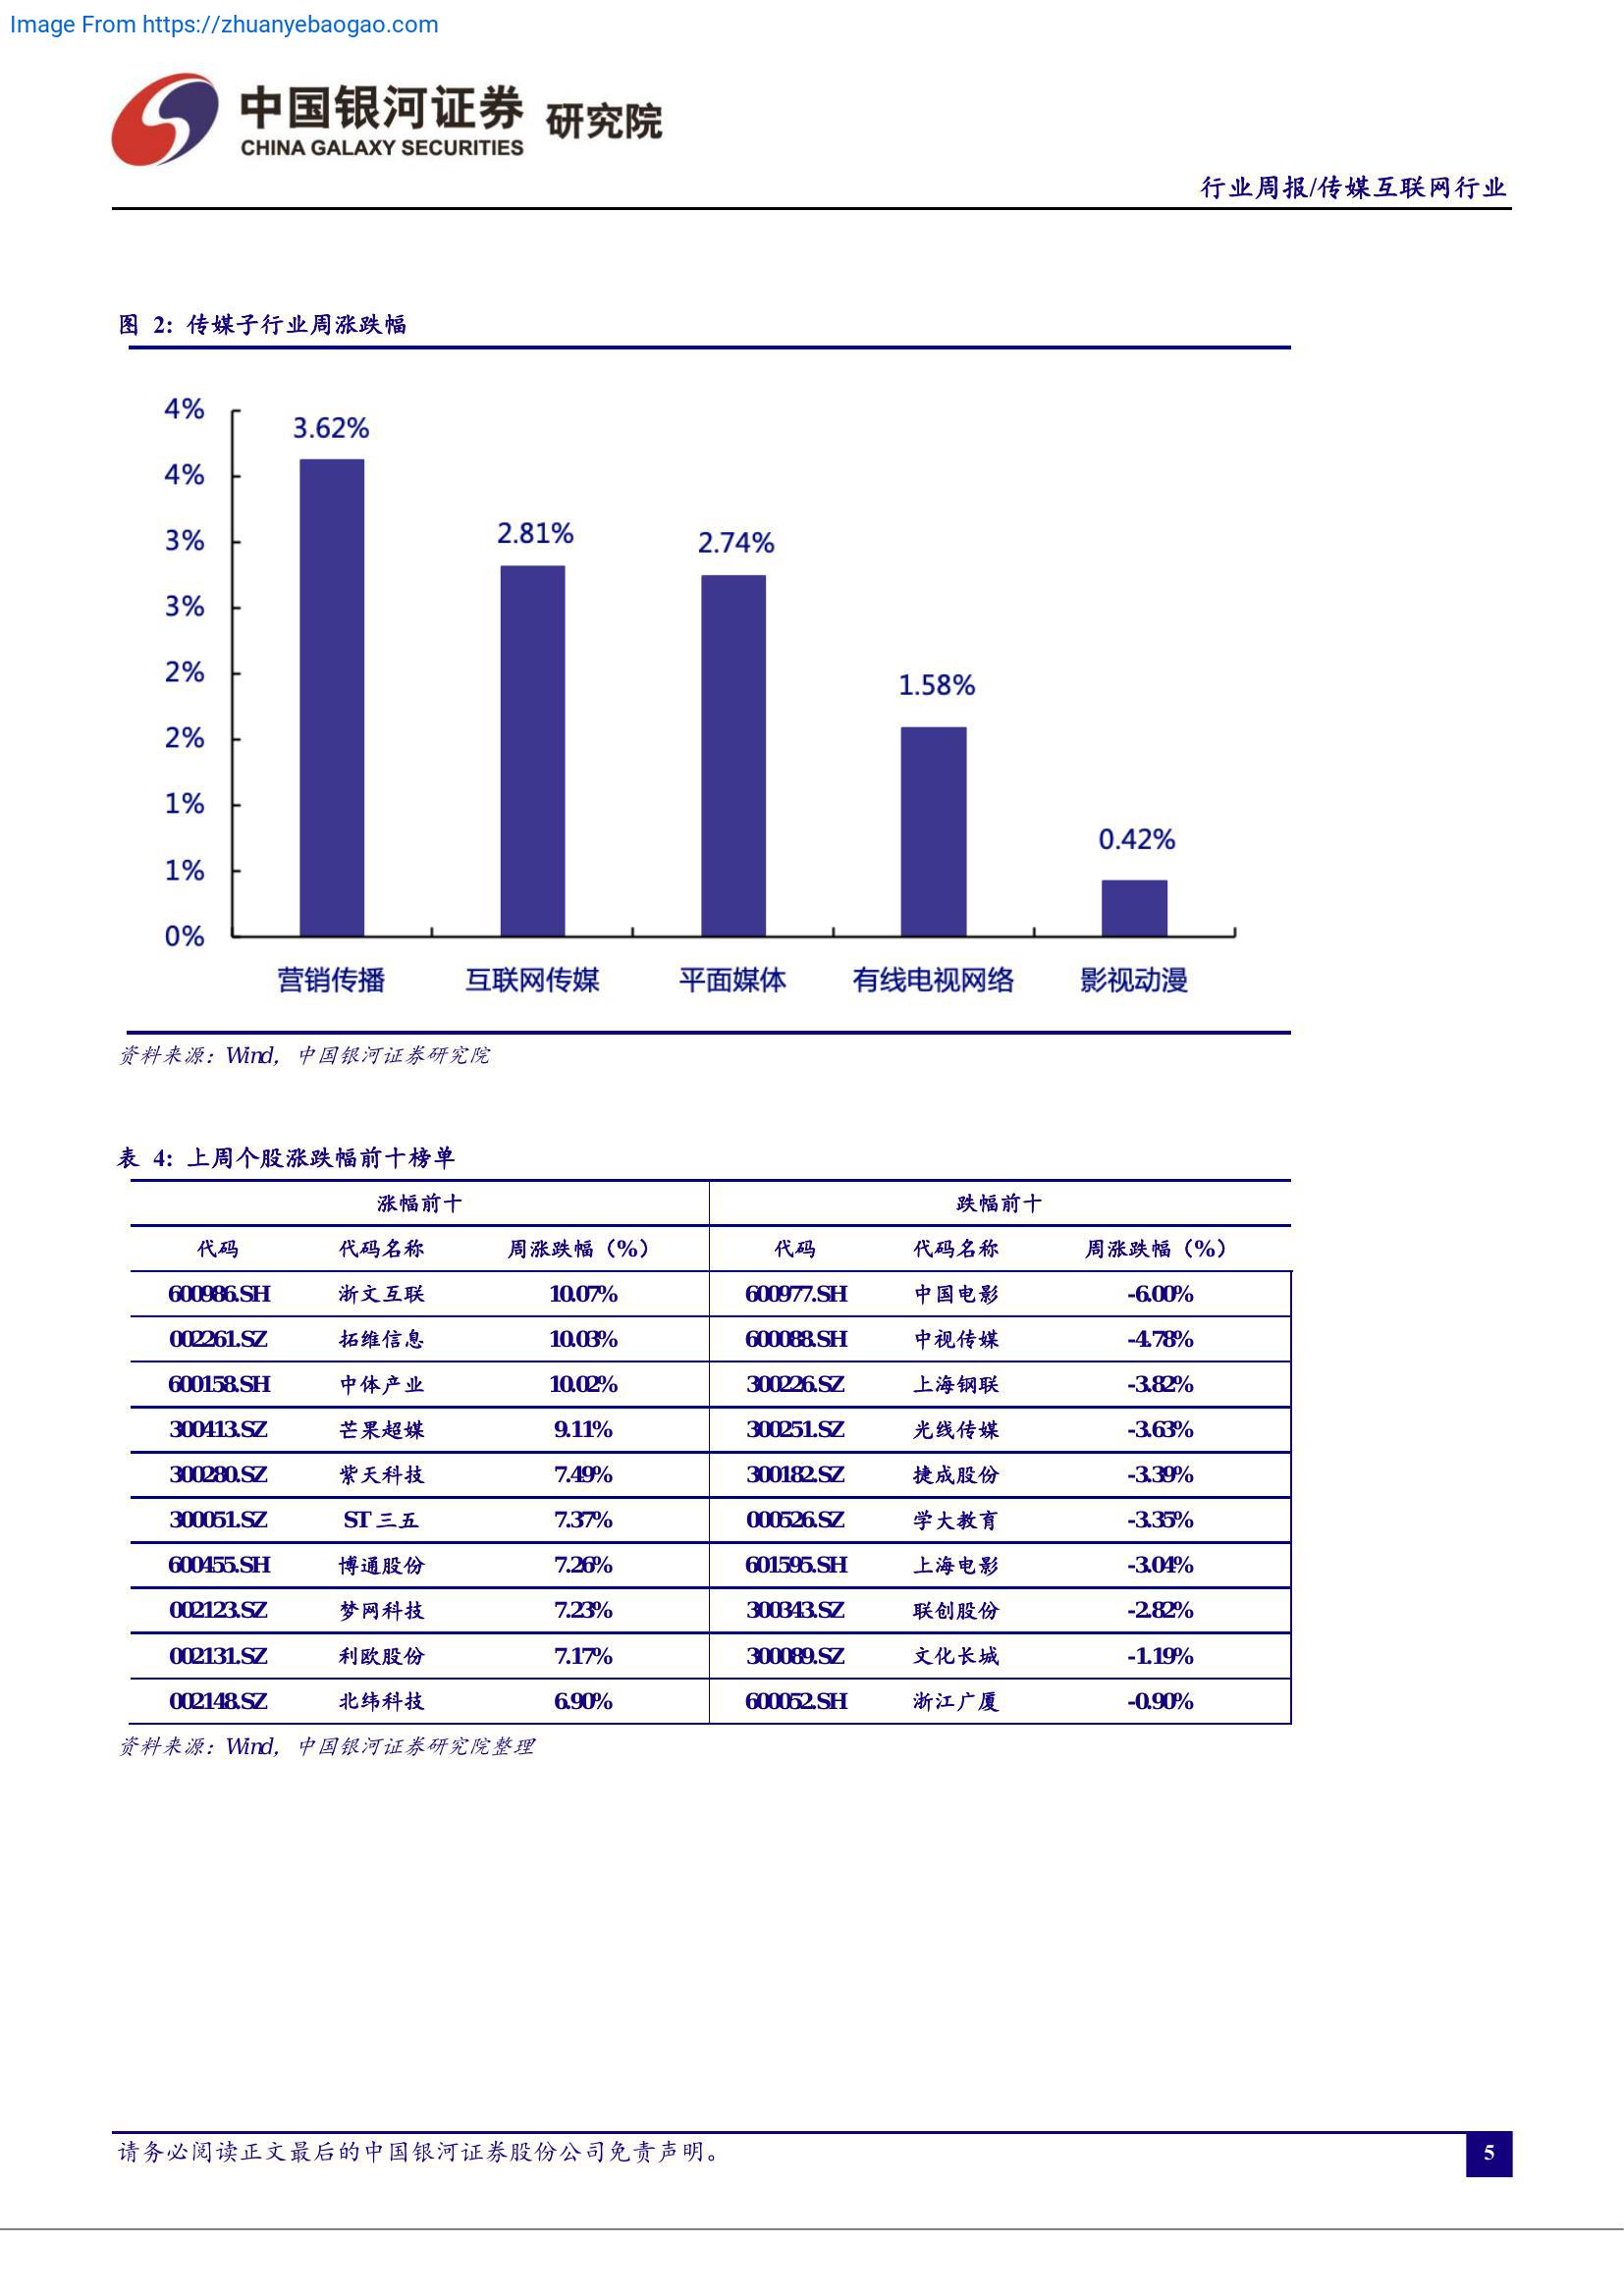 Image From https://zhuanyebaogao.com
中国银河证券 研究院
CHINA GALAXY SECURITIES
行业周报/传媒互联网行业
图 2: 传媒子行业周涨跌幅
4%
4%
3%
3%
2%
2%
1%
1%
0%
3.62%
2.81%
2.74%
1.58%
0.42%
营销传播 互联网传媒 平面媒体 有线电视网络 影视动漫
资料来源：Wind，中国银河证券研究院
表 4: 上周个股涨跌幅前十榜单
涨幅前十 跌幅前十
代码 代码名称 周涨跌幅（%） 代码 代码名称 周涨跌幅（%）
600986.SH 浙文互联 10.07% 600977.SH 中国电影 -6.00%
002261.SZ 拓维信息 10.03% 600088.SH 中视传媒 -4.78%
600158.SH 中体产业 10.02% 300226.SZ 上海钢联 -3.82%
300413.SZ 芒果超媒 9.11% 300251.SZ 光线传媒 -3.63%
300280.SZ 紫天科技 7.49% 300182.SZ 捷成股份 -3.39%
300051.SZ ST 三五 7.37% 000526.SZ 学大教育 -3.35%
600455.SH 博通股份 7.26% 601595.SH 上海电影 -3.04%
002123.SZ 梦网科技 7.23% 300343.SZ 联创股份 -2.82%
002131.SZ 利欧股份 7.17% 300089.SZ 文化长城 -1.19%
002148.SZ 北纬科技 6.90% 600052.SH 浙江广厦 -0.90%
资料来源：Wind，中国银河证券研究院整理
请务必阅读正文最后的中国银河证券股份公司免责声明。
5